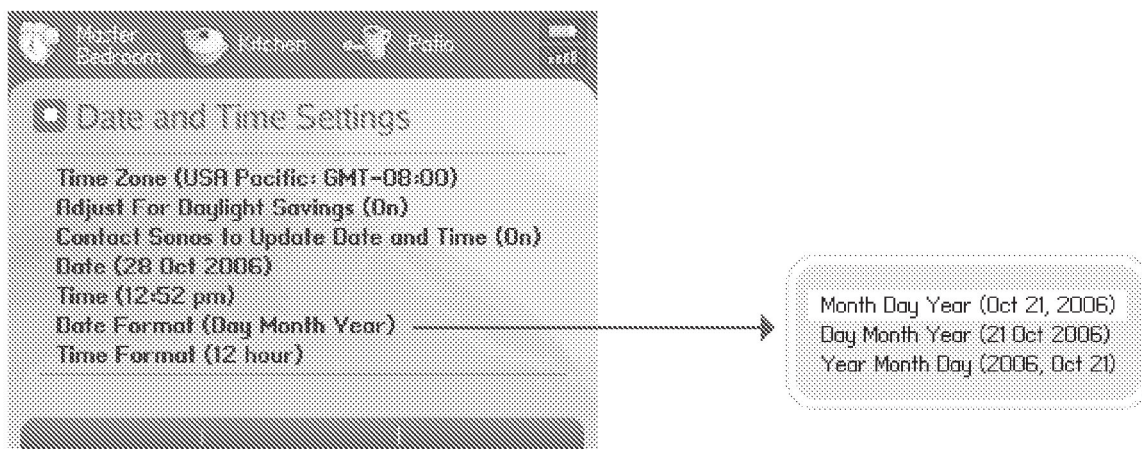 Master
Bedroom
Kitchen
Patio
Date and Time Settings
Time Zone (USA Pacific: GMT-08:00)
Adjust For Daylight Savings (On)
Contact Sonos to Update Date and Time (On)
Date (28 Oct 2006)
Time (12:52 pm)
Date Format (Day Month Year)
Time Format (12 hour)
Month Day Year (Oct 21, 2006)
Day Month Year (21 Oct 2006)
Year Month Day (2006, Oct 21)